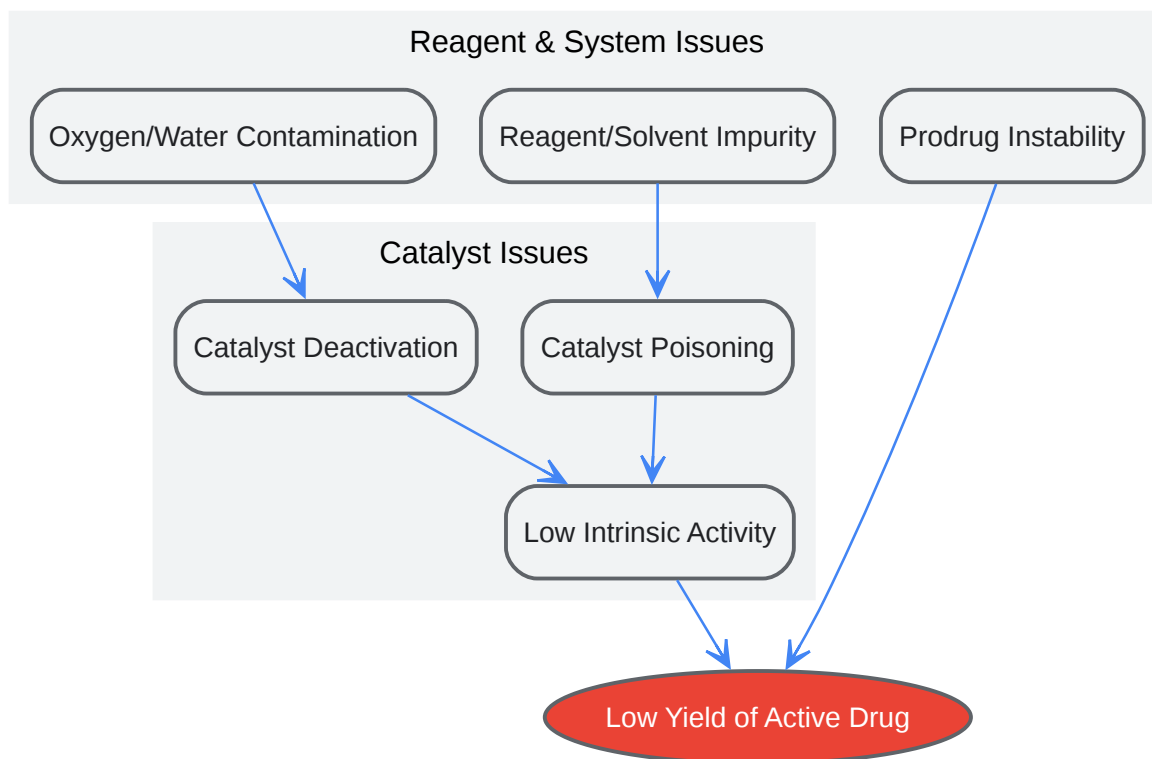 Reagent & System Issues
Oxygen/Water Contamination
Reagent/Solvent Impurity
Prodrug Instability
Catalyst Issues
Catalyst Deactivation
Catalyst Poisoning
Low Intrinsic Activity
Low Yield of Active Drug